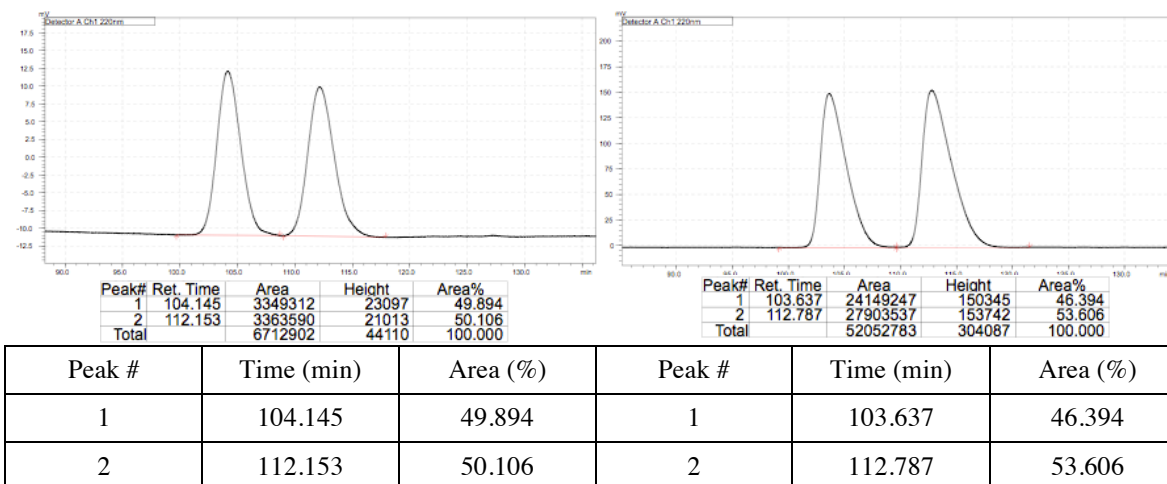 mV
Detector A Ch1 220nm
17.5
15.0
12.5
10.0
7.5
5.0
2.5
0.0
-2.5
-5.0
-7.5
-10.0
-12.5
90.0 95.0 100.0 105.0 110.0 115.0 120.0 125.0 130.0 min
Peak# Ret. Time Area Height Area%
1 104.145 3349312 23097 49.894
2 112.153 3363590 21013 50.106
Total 6712902 44110 100.000
mV
Detector A Ch1 220nm
200
175
150
125
100
75
50
25
0
min
Peak# Ret. Time Area Height Area%
1 103.637 24149247 150345 46.394
2 112.787 27903537 153742 53.606
Total 52052783 304087 100.000
Peak # Time (min) Area (%) Peak # Time (min) Area (%)
1 104.145 49.894 1 103.637 46.394
2 112.153 50.106 2 112.787 53.606